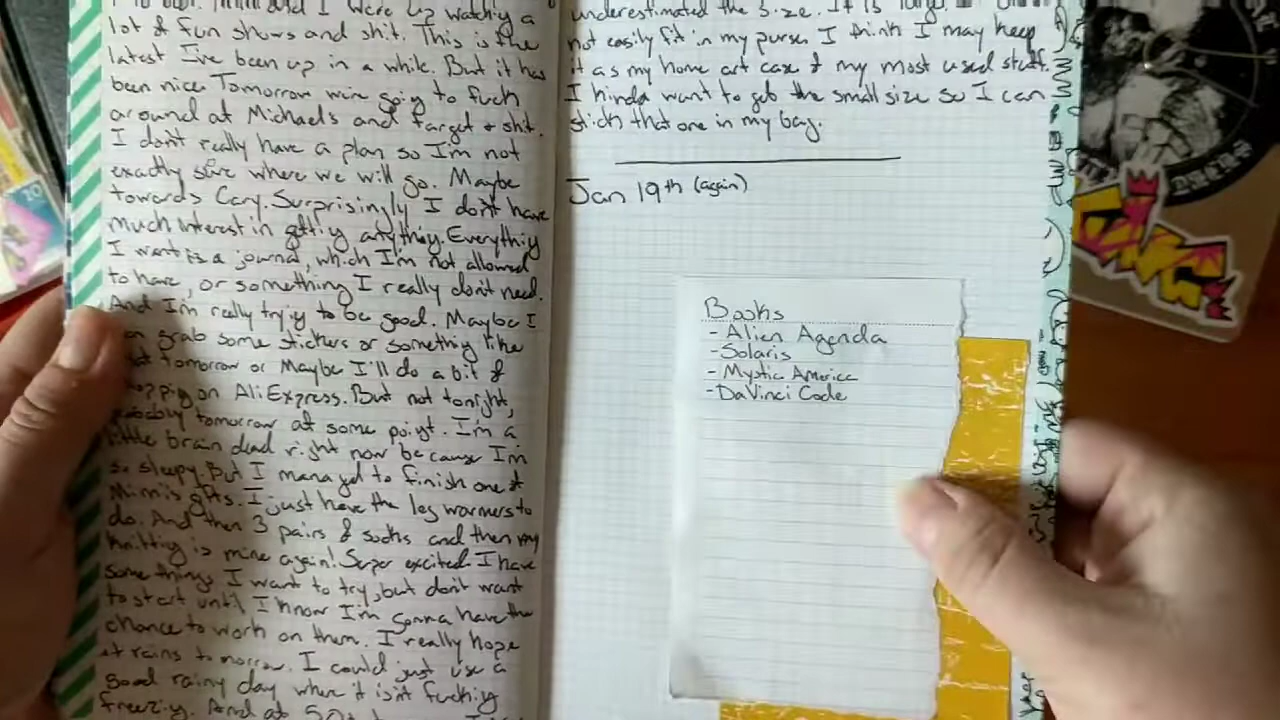 I were up watching a
lot of fun shows and shit. This is the
latest I've been up in a while. But it has
been nice. Tomorrow we're going to fuck
around at Michaels and Target & shit.
I don't really have a plan so I'm not
exactly sure where we will go. Maybe
towards Cary. Surprisingly I don't have
much interest in getting anything. Everything
I want is a journal, which I'm not allowed
to have, or something I really don't need.
And I'm really trying to be good. Maybe I
grab some stickers or something like
tomorrow or Maybe I'll do a bit of
on AliExpress. But not tonight,
probably tomorrow at some point. I'm a
little brain dead right now because I'm
so sleepy. But I managed to finish one of
Mimi's gifts. I just have the leg warmers to
do. And then 3 pairs of socks and then my
knitting is mine again! Super excited. I have
some things I want to try, but don't want
to start until I know I'm gonna have the
chance to work on them. I really hope
it rains tomorrow. I could just use a
good rainy day when it isn't fucking
freezing. And at
underestimated the size. It is
not easily fit in my purse. I think I may keep
it as my home art case of my most used stuff.
I kinda want to get the small size so I can
stick that one in my bag.
Jan 19th (again)
Books
- Alien Agenda
- Solaris
- Mystic America
- DaVinci Code